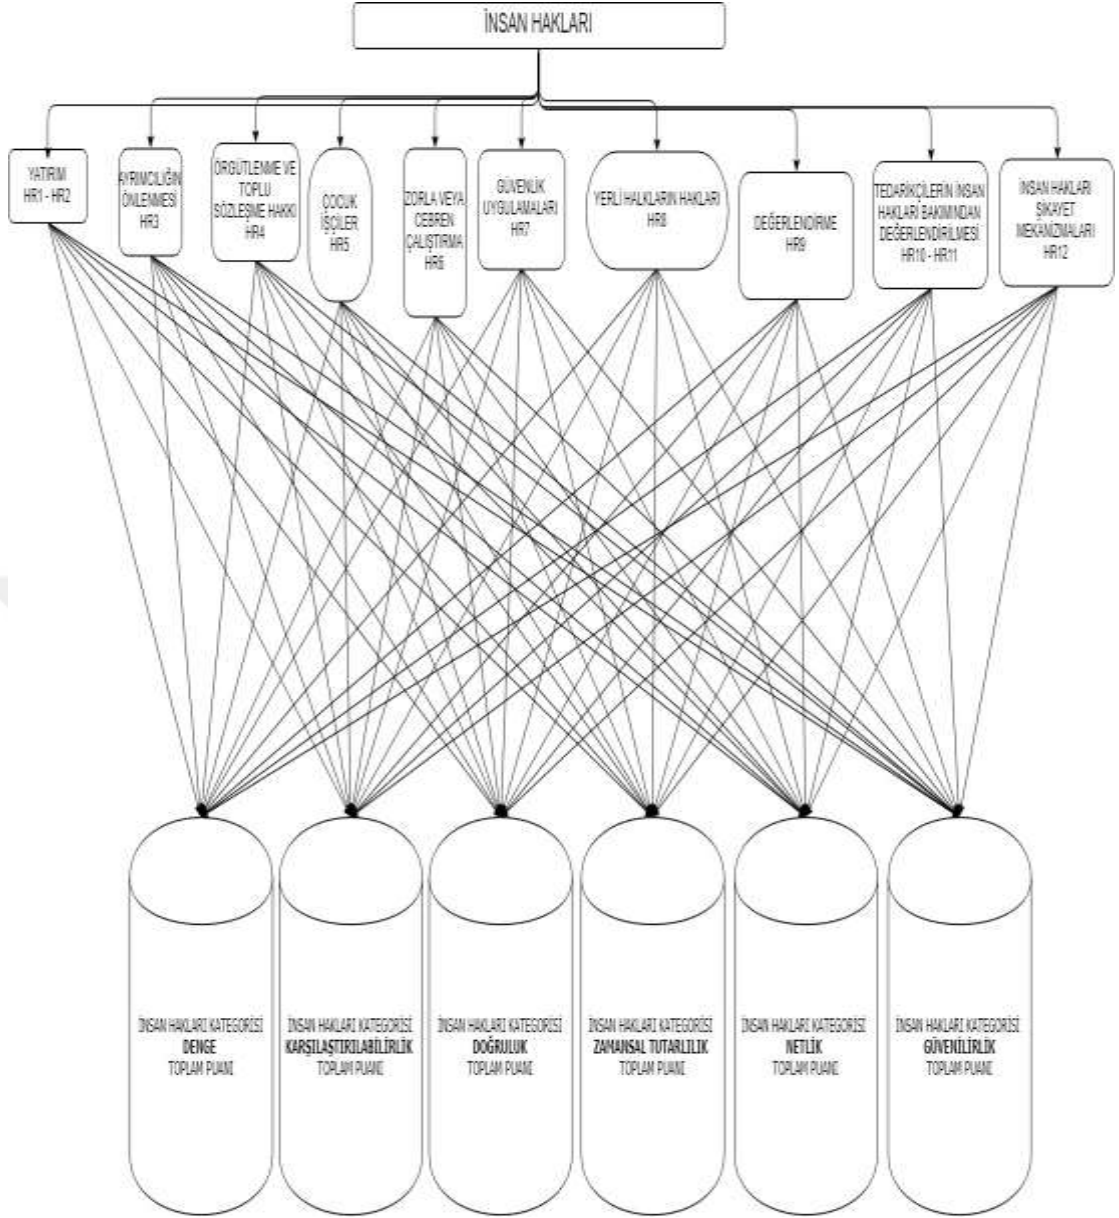 İNSAN HAKLARI
YATIRIM
HR1 - HR2
AYRIMCILIĞIN
ÖNLENMESİ
HR3
ÖRGÜTLENME VE
TOPLU
SÖZLEŞME HAKKI
HR4
ÇOCUK
İŞÇİLER
HR5
ZORLA VEYA
CEBREN
ÇALIŞTIRMA
HR6
GÜVENLİK
UYGULAMALARI
HR7
YERLİ HALKLARIN HAKLARI
HR8
DEĞERLENDİRME
HR9
TEDARİKÇİLERİN İNSAN
HAKLARI BAKIMINDAN
DEĞERLENDİRİLMESİ
HR10 - HR11
İNSAN HAKLARI
ŞİKAYET
MEKANİZMALARI
HR12
İNSAN HAKLARI KATEGORİSİ
DENGE
TOPLAM PUANI
İNSAN HAKLARI KATEGORİSİ
KARŞILAŞTIRILABİLİRLİK
TOPLAM PUANI
İNSAN HAKLARI KATEGORİSİ
DOĞRULUK
TOPLAM PUANI
İNSAN HAKLARI KATEGORİSİ
ZAMANSAL TUTARLILIK
TOPLAM PUANI
İNSAN HAKLARI KATEGORİSİ
NETLİK
TOPLAM PUANI
İNSAN HAKLARI KATEGORİSİ
GÜVENİLİRLİK
TOPLAM PUANI